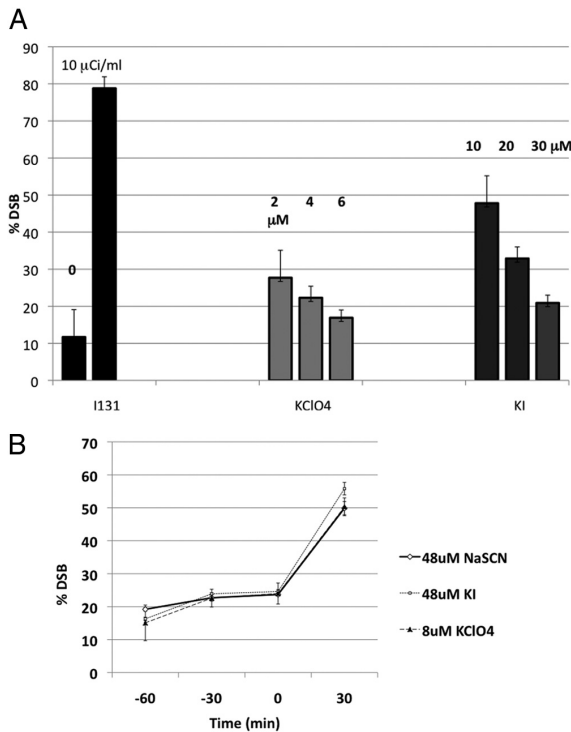 A
90
80
70
60
50
40
30
20
10
0
% DSB
10 μCi/ml
0
2 4 6
μM
10 20 30 μM
I131 KClO4 KI
B
70
60
50
40
30
20
10
0
% DSB
-60 -30 0 30
Time (min)
48uM NaSCN
48uM KI
8uM KClO4